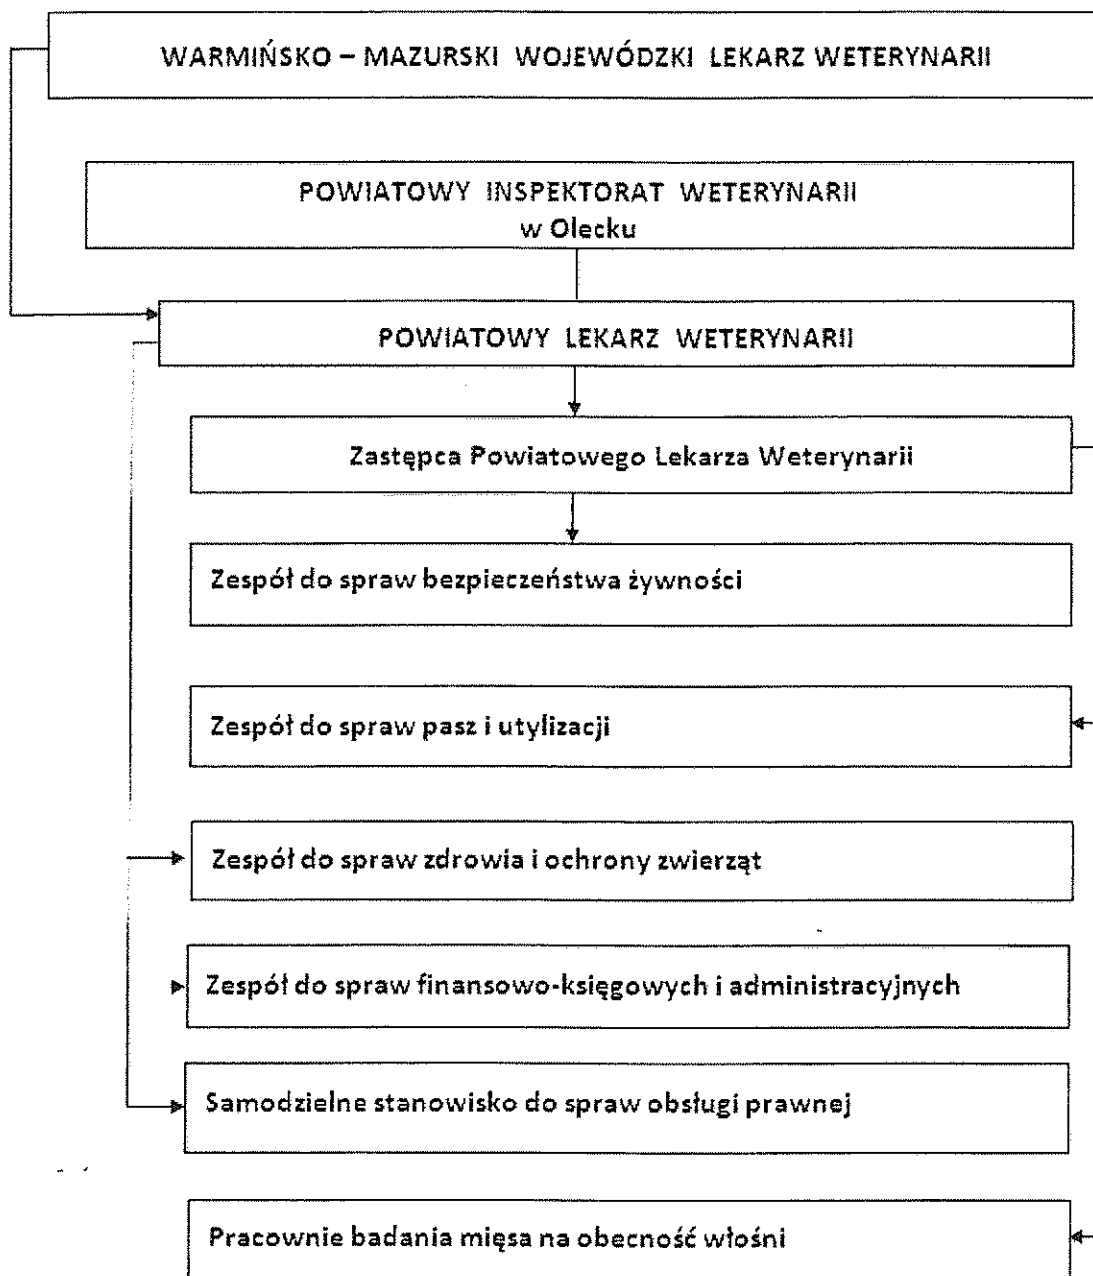 WARMIŃSKO – MAZURSKI WOJEWÓDZKI LEKARZ WETERYNARII
POWIATOWY INSPEKTORAT WETERYNARII
w Olecku
POWIATOWY LEKARZ WETERYNARII
Zastępca Powiatowego Lekarza Weterynarii
Zespół do spraw bezpieczeństwa żywności
Zespół do spraw pasz i utylizacji
Zespół do spraw zdrowia i ochrony zwierząt
Zespół do spraw finansowo-księgowych i administracyjnych
Samodzielne stanowisko do spraw obsługi prawnej
Pracownie badania mięsa na obecność włośni